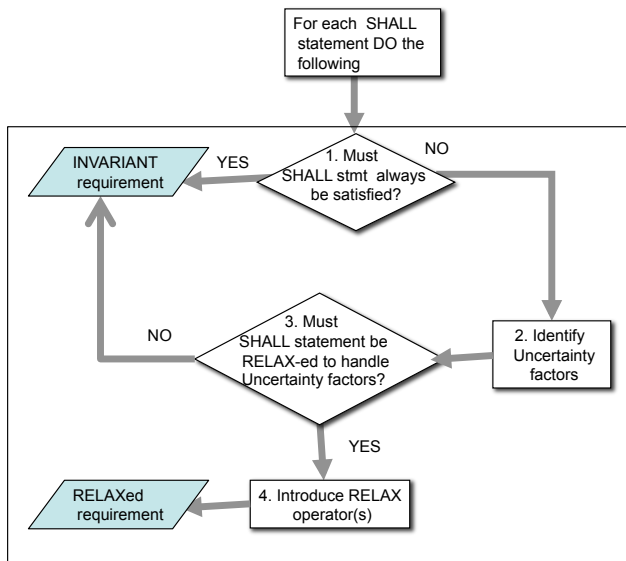 For each SHALL
statement DO the
following
INVARIANT
requirement
YES
1. Must
SHALL stmt always
be satisfied?
NO
NO
3. Must
SHALL statement be
RELAX-ed to handle
Uncertainty factors?
2. Identify
Uncertainty
factors
YES
RELAXed
requirement
4. Introduce RELAX
operator(s)